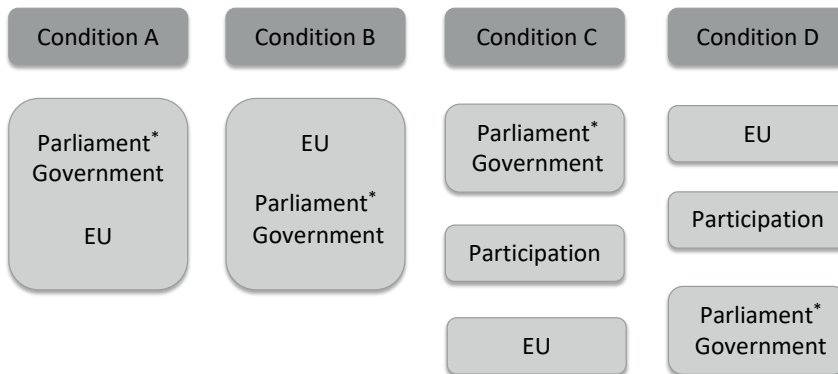 Condition A
Parliament*
Government
EU
Condition B
EU
Parliament*
Government
Condition C
Parliament*
Government
Participation
EU
Condition D
EU
Participation
Parliament*
Government